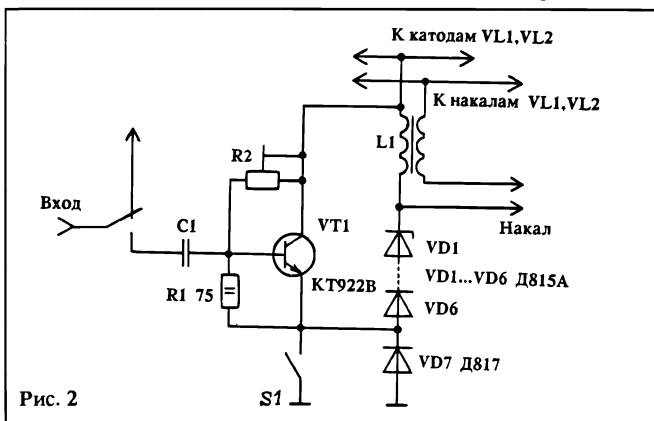 К катодам VL1,VL2
К накалам VL1,VL2
R2
L1
Вход
C1
VT1
Накал
VD1
КТ922В
VD1...VD6 Д815А
R1 75
VD6
VD7 Д817
S1
Рис. 2